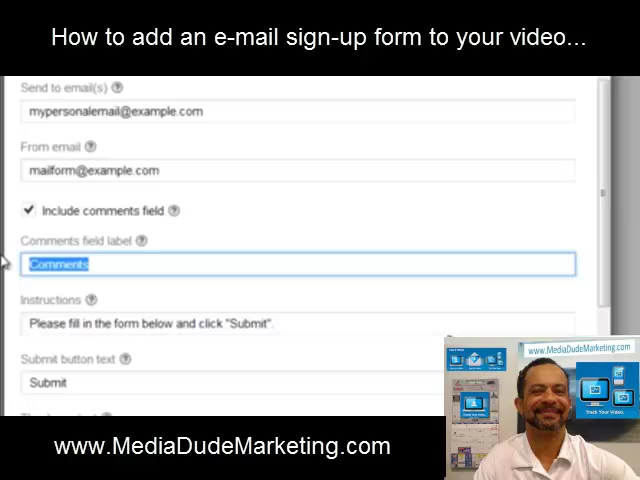 How to add an e-mail sign-up form to your video...
Send to email(s)
mypersonalemail@example.com
From email
mailform@example.com
Include comments field
Comments field label
Comments
Instructions
Please fill in the form below and click "Submit".
Submit button text
Submit
www.MediaDudeMarketing.com
Track Your Video.
www.MediaDudeMarketing.com